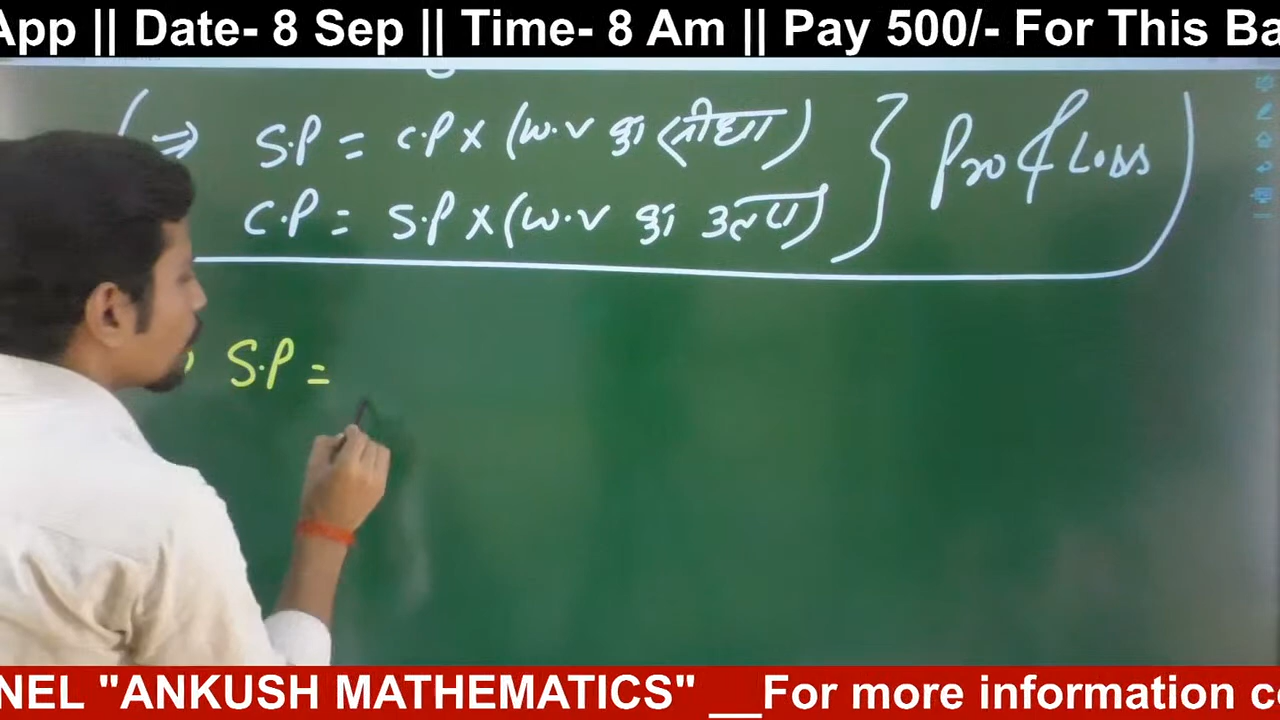 App || Date- 8 Sep || Time- 8 Am || Pay 500/- For This Ba
⇒ S.P = C.P x (W.V का सीधा) } Pro & Loss
C.P = S.P x (W.V का उल्टा)
S.P =
NEL "ANKUSH MATHEMATICS" __For more information c